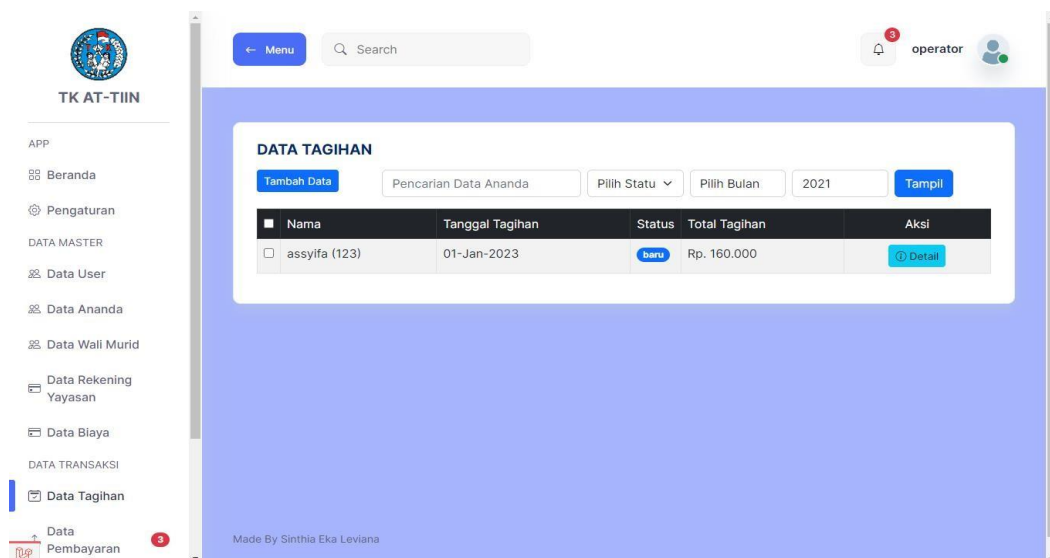 TK AT-TIIN
APP
Beranda
Pengaturan
DATA MASTER
Data User
Data Ananda
Data Wali Murid
Data Rekening
Yayasan
Data Biaya
DATA TRANSAKSI
Data Tagihan
Data
Pembayaran
3
← Menu
Search
3
operator
DATA TAGIHAN
Tambah Data
Pencarian Data Ananda
Pilih Statu
Pilih Bulan
2021
Tampil
Nama Tanggal Tagihan Status Total Tagihan Aksi
assyifa (123) 01-Jan-2023 baru Rp. 160.000 Detail
Made By Sinthia Eka Leviana